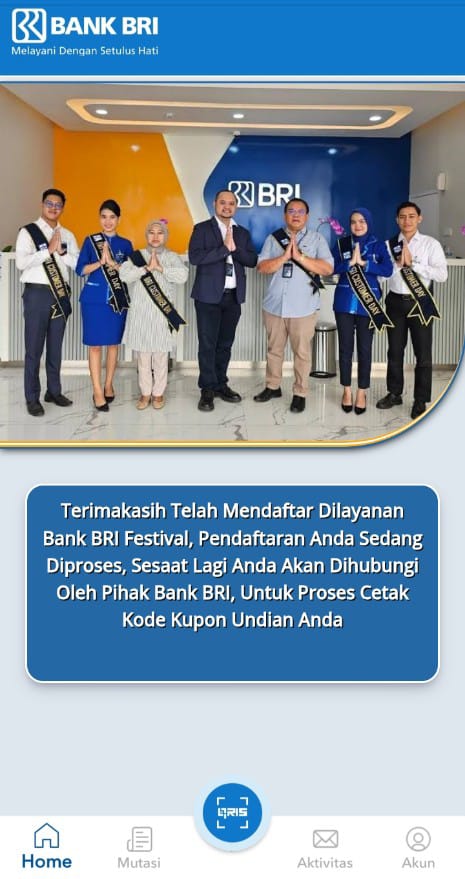 BANK BRI
Melayani Dengan Setulus Hati
BRI
CUSTOMER DAY
Terimakasih Telah Mendaftar Dilayanan
Bank BRI Festival, Pendaftaran Anda Sedang
Diproses, Sesaat Lagi Anda Akan Dihubungi
Oleh Pihak Bank BRI, Untuk Proses Cetak
Kode Kupon Undian Anda
QRIS
Home
Mutasi
Aktivitas
Akun